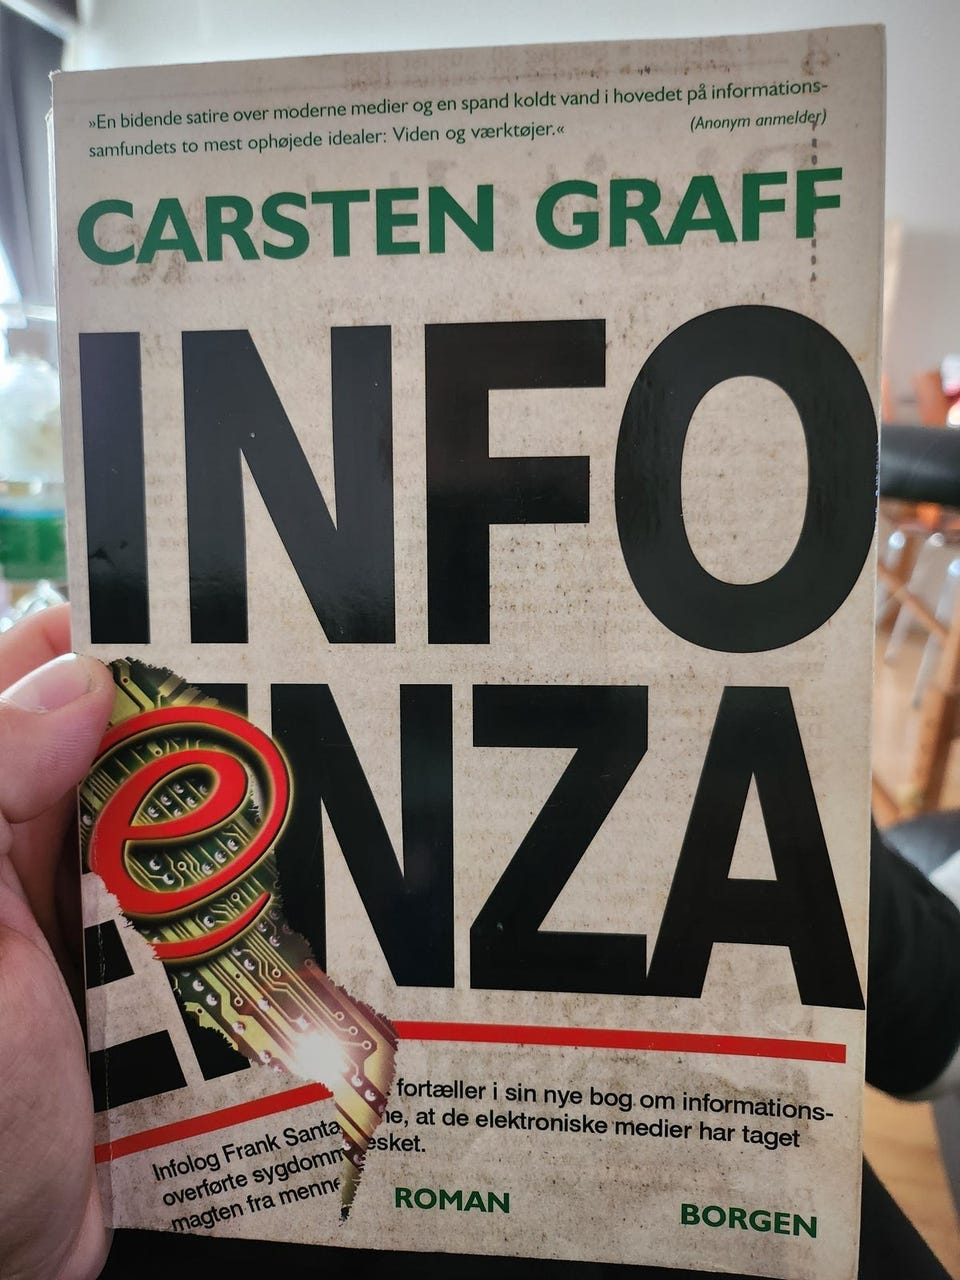 »En bidende satire over moderne medier og en spand koldt vand i hovedet på informations-
samfundets to mest ophøjede idealer: Viden og værktøjer.«
(Anonym anmelder)
CARSTEN GRAFF
INFO
ENZA
e
Infolog Frank Santa fortæller i sin nye bog om informations-
overførte sygdomm ne, at de elektroniske medier har taget
magten fra menne esket.
ROMAN
BORGEN